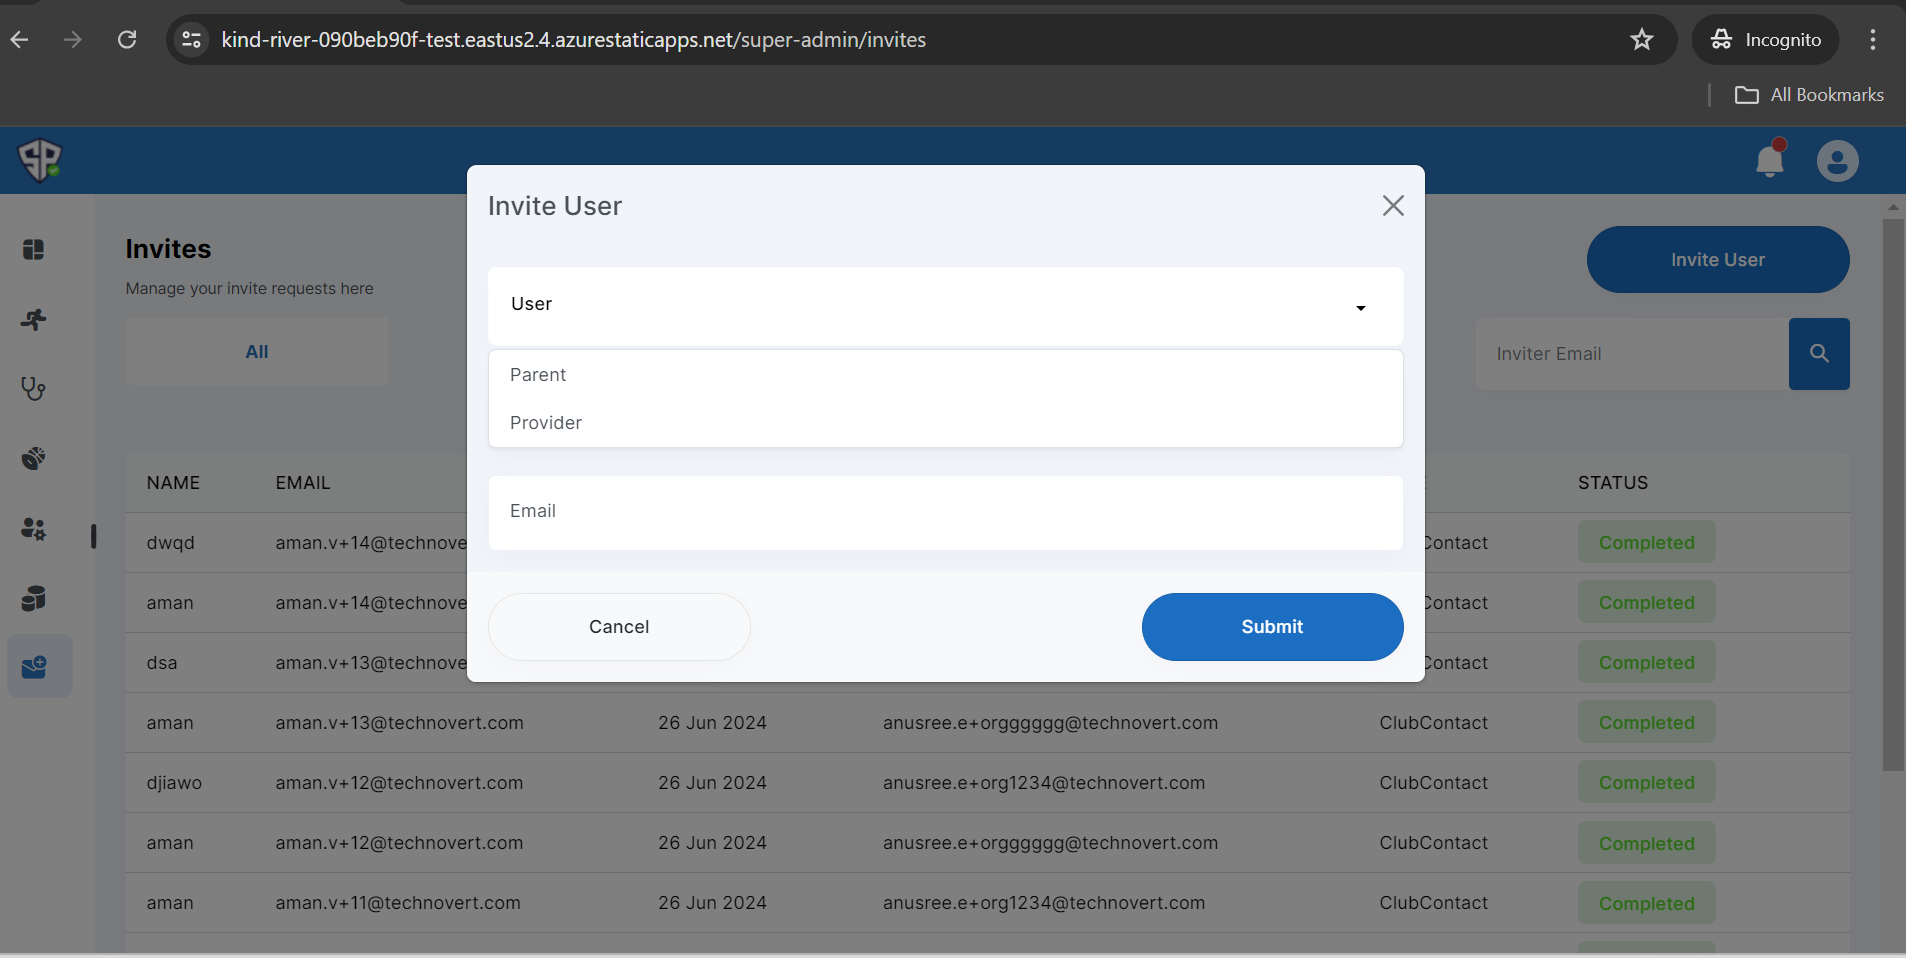 kind-river-090beb90f-test.eastus2.4.azurestaticapps.net/super-admin/invites
Incognito
All Bookmarks
SP
Invites
Manage your invite requests here
All
Invite User
Inviter Email
Invite User
User
Parent
Provider
Email
Cancel
Submit
NAME EMAIL STATUS
dwqd aman.v+14@technove Contact Completed
aman aman.v+14@technove Contact Completed
dsa aman.v+13@technove Contact Completed
aman aman.v+13@technovert.com 26 Jun 2024 anusree.e+orgggggg@technovert.com ClubContact Completed
djiawo aman.v+12@technovert.com 26 Jun 2024 anusree.e+org1234@technovert.com ClubContact Completed
aman aman.v+12@technovert.com 26 Jun 2024 anusree.e+orgggggg@technovert.com ClubContact Completed
aman aman.v+11@technovert.com 26 Jun 2024 anusree.e+org1234@technovert.com ClubContact Completed